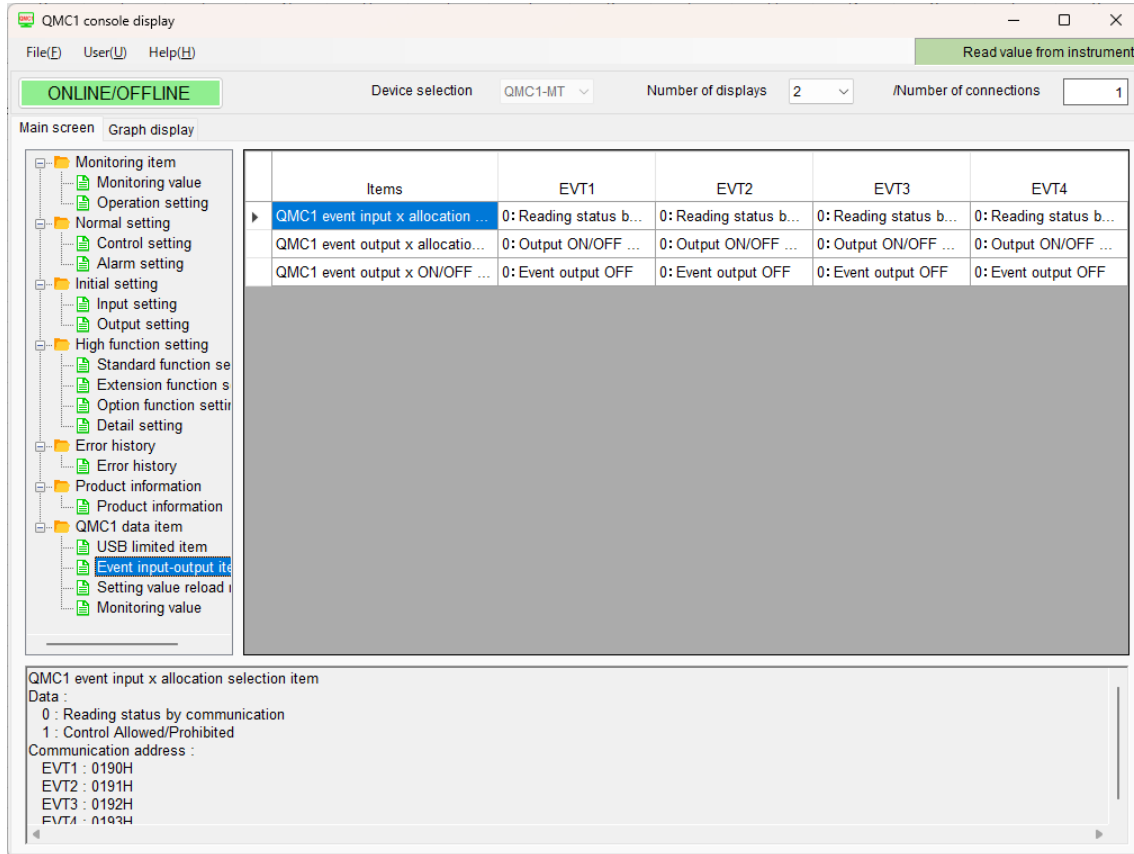 QMC1 console display
File(F) User(U) Help(H) Read value from instrument
ONLINE/OFFLINE Device selection QMC1-MT Number of displays 2 /Number of connections 1
Main screen Graph display
Monitoring item
Monitoring value
Operation setting
Normal setting
Control setting
Alarm setting
Initial setting
Input setting
Output setting
High function setting
Standard function se
Extension function s
Option function settin
Detail setting
Error history
Error history
Product information
Product information
QMC1 data item
USB limited item
Event input-output ite
Setting value reload
Monitoring value
Items EVT1 EVT2 EVT3 EVT4
QMC1 event input x allocation ... 0: Reading status b... 0: Reading status b... 0: Reading status b... 0: Reading status b...
QMC1 event output x allocatio... 0: Output ON/OFF ... 0: Output ON/OFF ... 0: Output ON/OFF ... 0: Output ON/OFF ...
QMC1 event output x ON/OFF ... 0: Event output OFF 0: Event output OFF 0: Event output OFF 0: Event output OFF
QMC1 event input x allocation selection item
Data :
0 : Reading status by communication
1 : Control Allowed/Prohibited
Communication address :
EVT1 : 0190H
EVT2 : 0191H
EVT3 : 0192H
EVT4 : 0193H